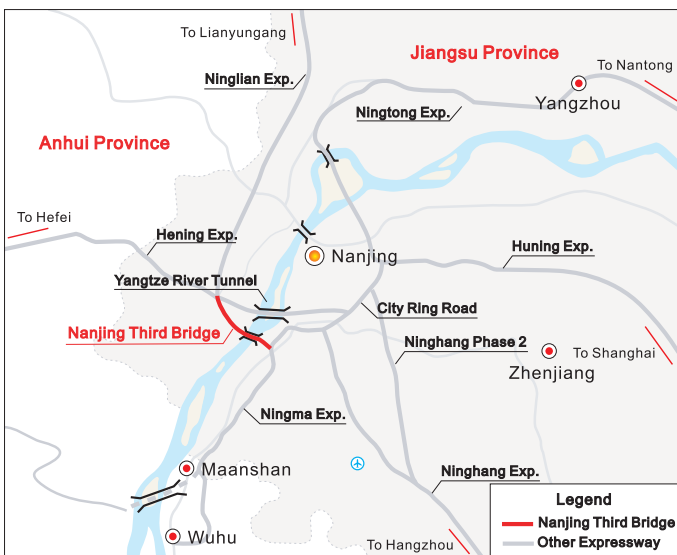 To Lianyungang
Jiangsu Province
Ninglian Exp.
To Nantong
Yangzhou
Ningtong Exp.
Anhui Province
To Hefei
Hening Exp.
Huning Exp.
Nanjing
Yangtze River Tunnel
City Ring Road
Nanjing Third Bridge
Ninghang Phase 2
To Shanghai
Zhenjiang
Ningma Exp.
Maanshan
Ninghang Exp.
Wuhu
To Hangzhou
Legend
Nanjing Third Bridge
Other Expressway